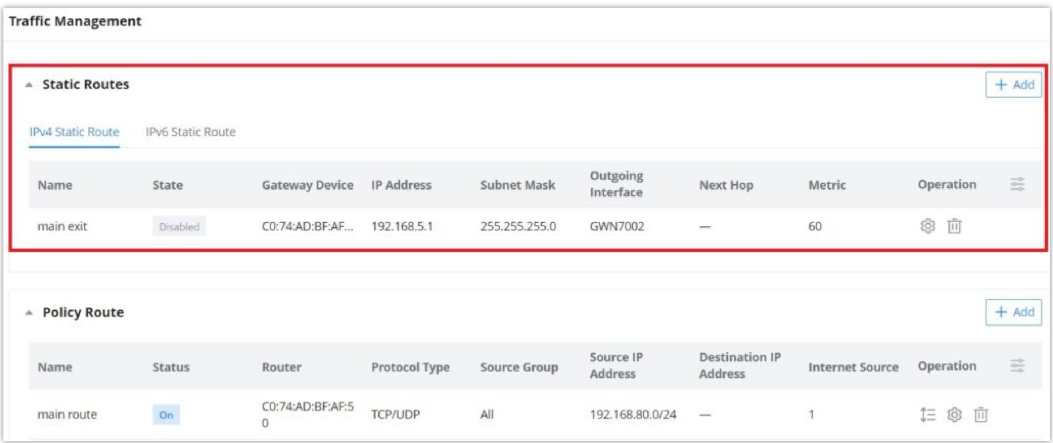 Traffic Management
Static Routes
+ Add
IPv4 Static Route IPv6 Static Route
Name State Gateway Device IP Address Subnet Mask Outgoing Interface Next Hop Metric Operation
main exit Disabled C0:74:AD:BF:AF... 192.168.5.1 255.255.255.0 GWN7002 — 60
Policy Route
+ Add
Name Status Router Protocol Type Source Group Source IP Address Destination IP Address Internet Source Operation
main route On C0:74:AD:BF:AF:50 TCP/UDP All 192.168.80.0/24 — 1